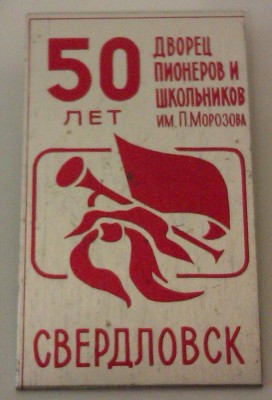 50
ЛЕТ
ДВОРЕЦ
ПИОНЕРОВ И
ШКОЛЬНИКОВ
ИМ. П. МОРОЗОВА
СВЕРДЛОВСК